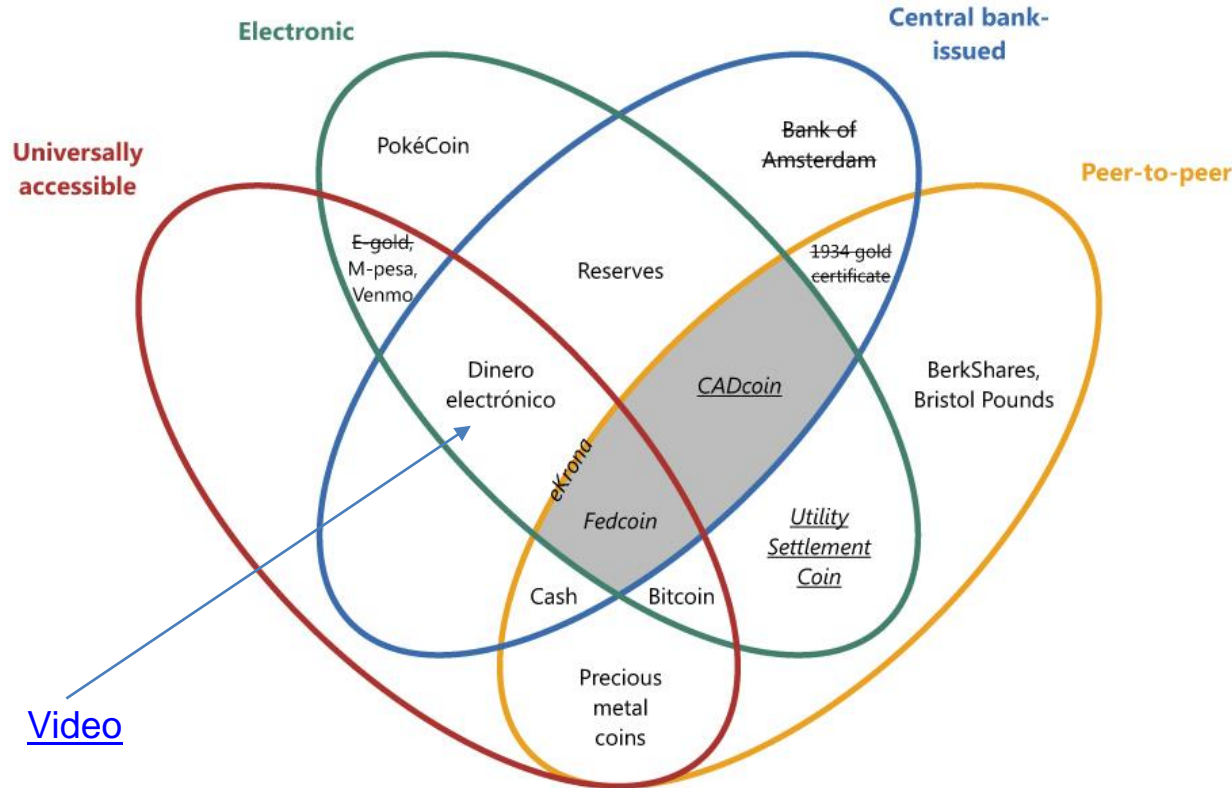 Electronic
Central bank-
issued
Universally
accessible
Peer-to-peer
PokéCoin
Bank of
Amsterdam
E-gold,
M-pesa,
Venmo
Reserves
1934 gold
certificate
Dinero
electrónico
CADcoin
BerkShares,
Bristol Pounds
eKrona
Fedcoin
Utility
Settlement
Coin
Cash
Bitcoin
Precious
metal
coins
Video